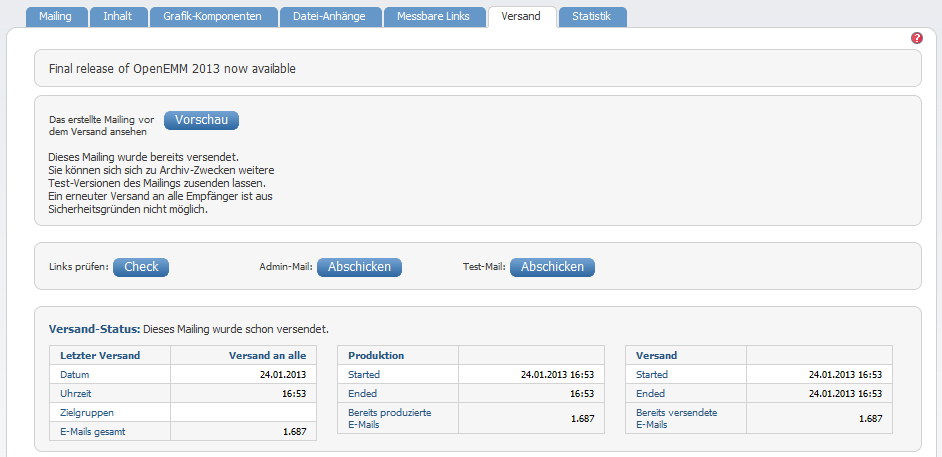 Mailing Inhalt Grafik-Komponenten Datei-Anhänge Messbare Links Versand Statistik
?
Final release of OpenEMM 2013 now available
Das erstellte Mailing vor
dem Versand ansehen
Vorschau
Dieses Mailing wurde bereits versendet.
Sie können sich sich zu Archiv-Zwecken weitere
Test-Versionen des Mailings zusenden lassen.
Ein erneuter Versand an alle Empfänger ist aus
Sicherheitsgründen nicht möglich.
Links prüfen: Check Admin-Mail: Abschicken Test-Mail: Abschicken
Versand-Status: Dieses Mailing wurde schon versendet.
Letzter Versand Versand an alle
Datum 24.01.2013
Uhrzeit 16:53
Zielgruppen
E-Mails gesamt 1.687
Produktion
Started 24.01.2013 16:53
Ended 16:53
Bereits produzierte
E-Mails
1.687
Versand
Started 24.01.2013 16:53
Ended 24.01.2013 16:53
Bereits versendete
E-Mails
1.687